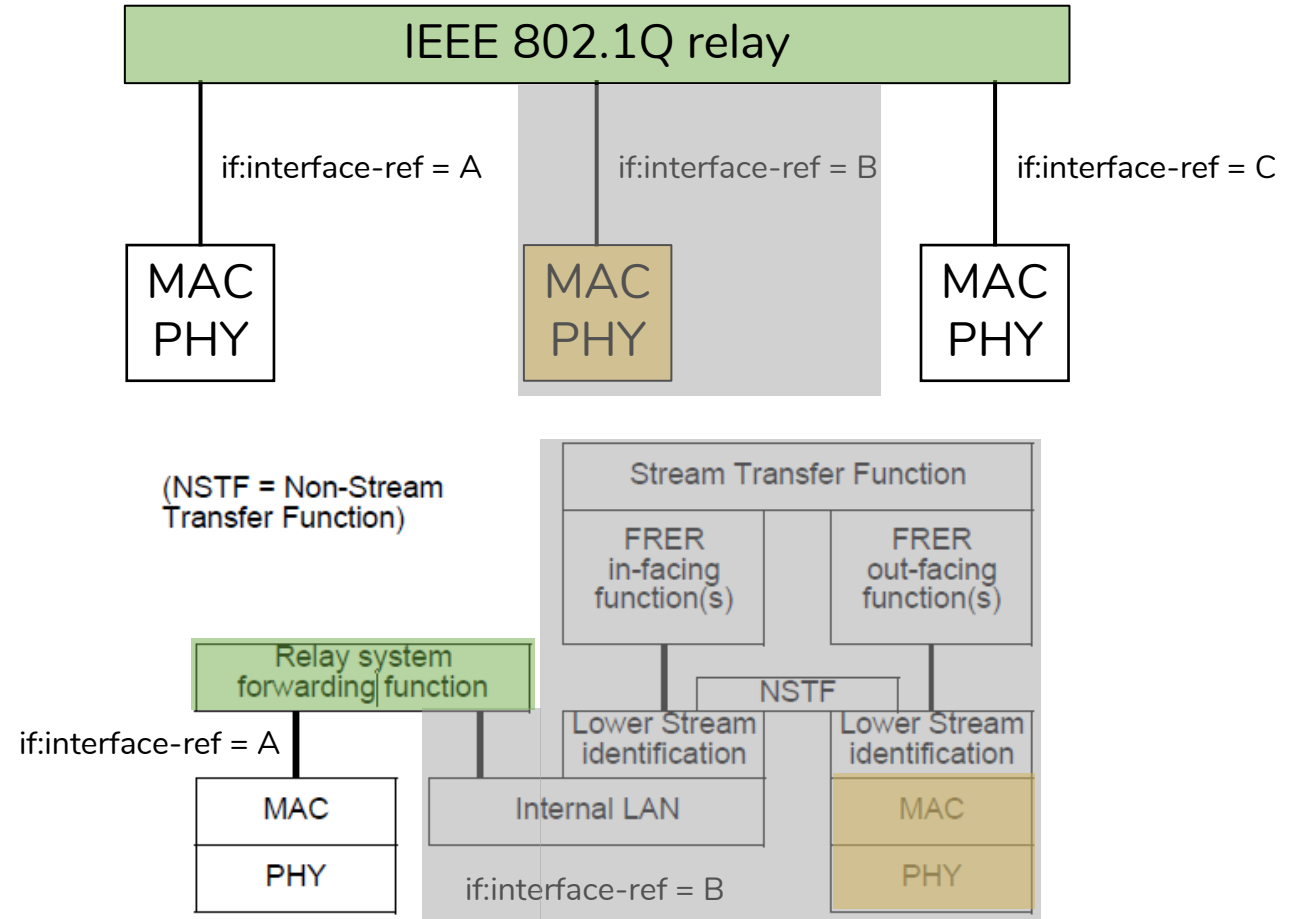 IEEE 802.1Q relay
if:interface-ref = A
if:interface-ref = B
if:interface-ref = C
MAC
PHY
MAC
PHY
MAC
PHY
(NSTF = Non-Stream
Transfer Function)
Stream Transfer Function
FRER
in-facing
function(s)
FRER
out-facing
function(s)
Relay system
forwarding function
NSTF
Lower Stream
identification
Lower Stream
identification
if:interface-ref = A
MAC
PHY
Internal LAN
MAC
PHY
if:interface-ref = B